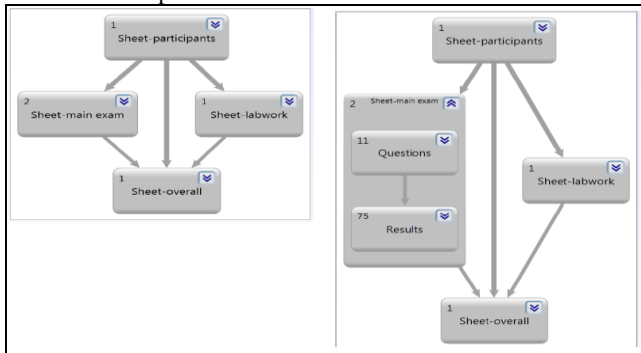 1
Sheet-participants
2
Sheet-main exam
1
Sheet-labwork
1
Sheet-overall
1
Sheet-participants
2 Sheet-main exam
11
Questions
75
Results
1
Sheet-labwork
1
Sheet-overall